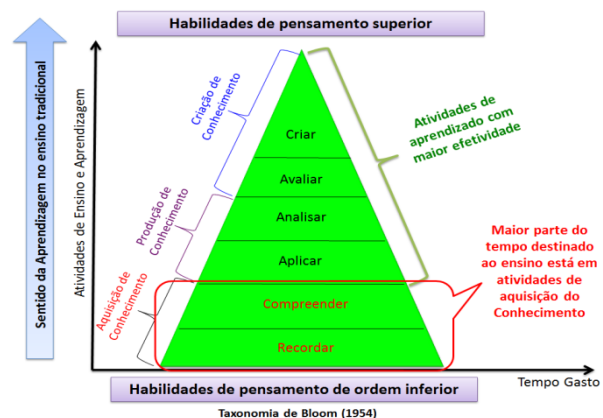 Habilidades de pensamento superior
Sentido da Aprendizagem no ensino tradicional
Atividades de Ensino e Aprendizagem
Criação de
Conhecimento
Produção de
Conhecimento
Aquisição de
Conhecimento
Criar
Avaliar
Analisar
Aplicar
Compreender
Recordar
Atividades de
aprendizado com
maior efetividade
Maior parte do
tempo destinado
ao ensino está em
atividades de
aquisição do
Conhecimento
Tempo Gasto
Habilidades de pensamento de ordem inferior
Taxonomia de Bloom (1954)